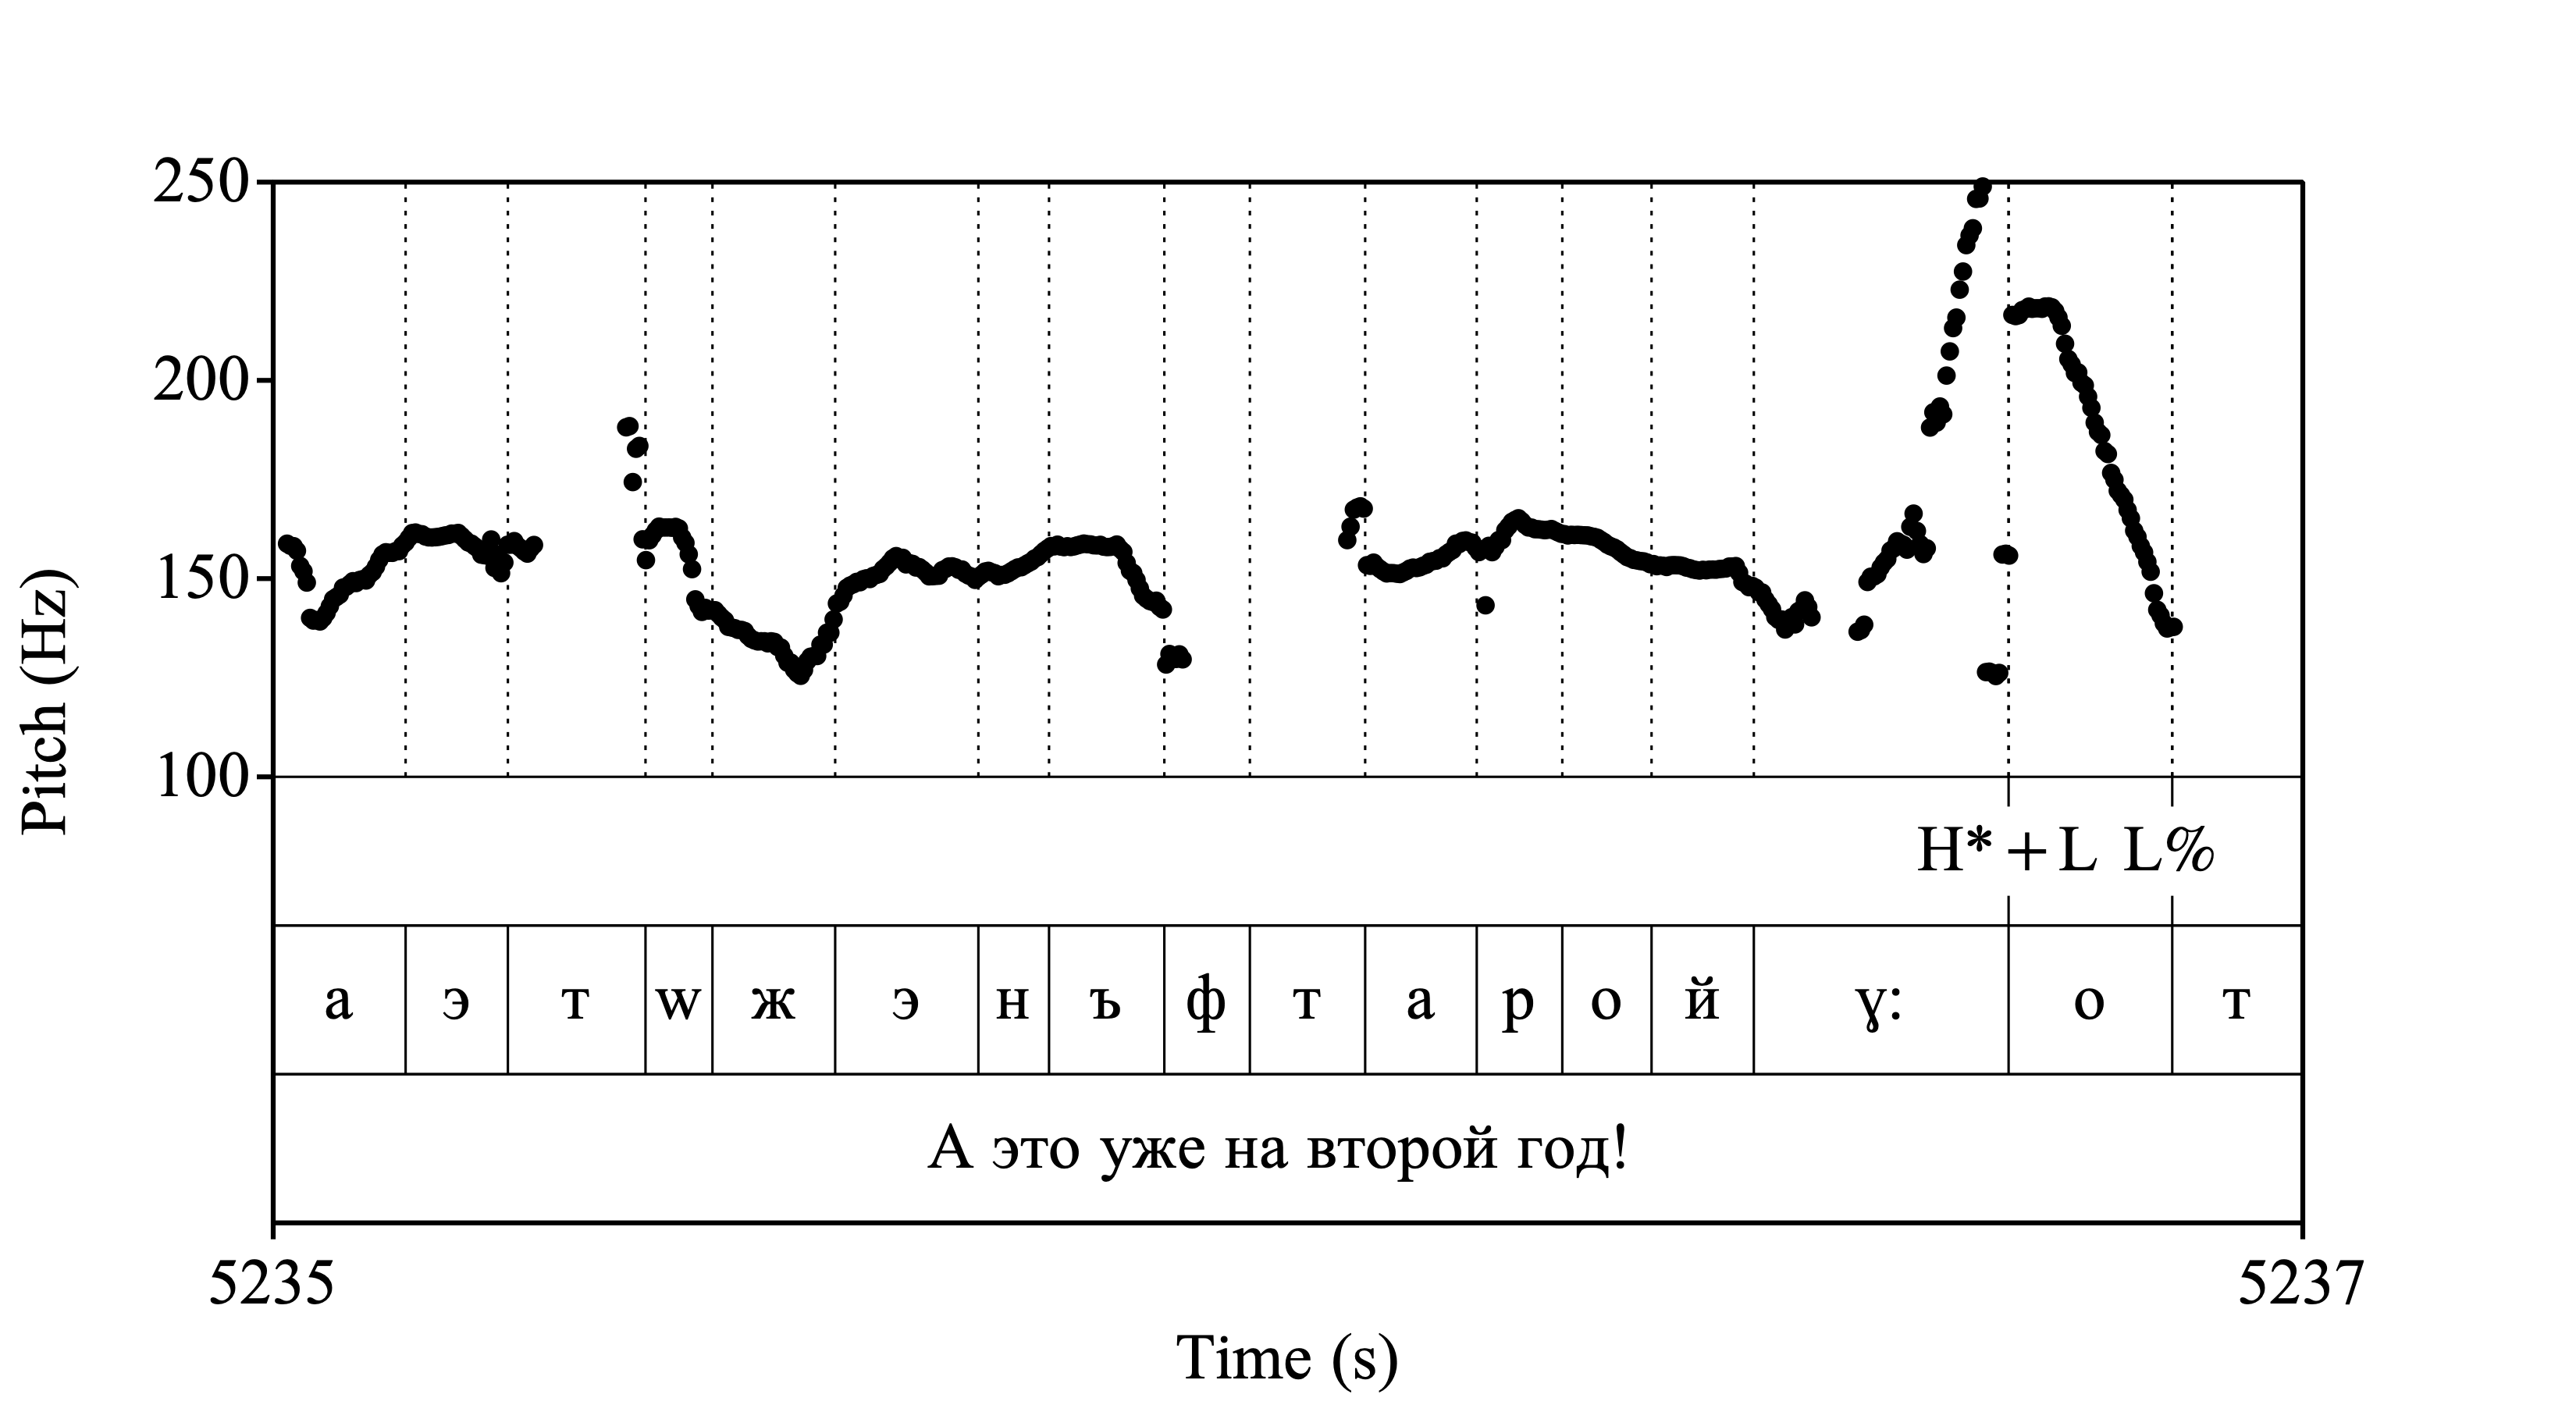 250
200
150
100
Pitch (Hz)
H* + L L%
а э т w ж э н ъ ф т а р о й ɣ: о т
А это уже на второй год!
5235 5237
Time (s)